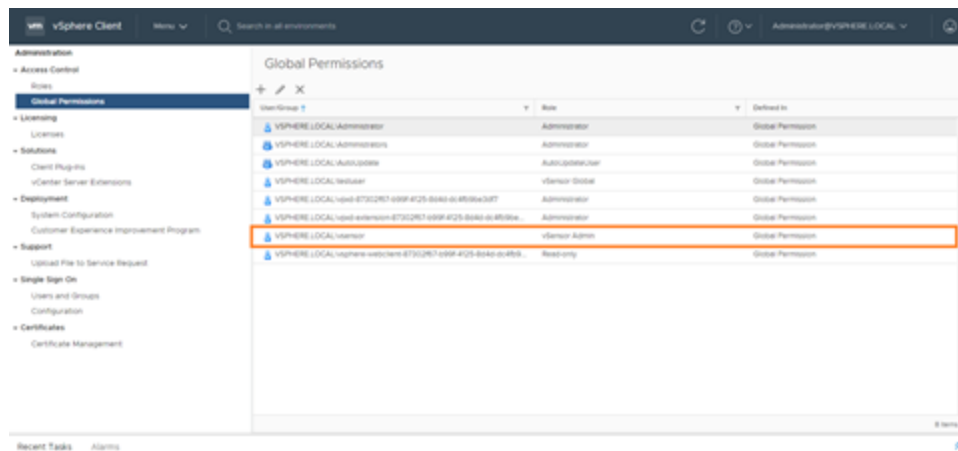 vm vSphere Client Menu Search in all environments Administrator@VSPHERE.LOCAL
Administration
Access Control
Roles
Global Permissions
Licensing
Licenses
Solutions
Client Plug-Ins
vCenter Server Extensions
Deployment
System Configuration
Customer Experience Improvement Program
Support
Upload File to Service Request
Single Sign On
Users and Groups
Configuration
Certificates
Certificate Management
Global Permissions
User/Group Role Defined In
VSPHERE.LOCAL\Administrator Administrator Global Permission
VSPHERE.LOCAL\Administrators Administrator Global Permission
VSPHERE.LOCAL\AutoUpdate AutoUpdateUser Global Permission
VSPHERE.LOCAL\testuser vSensor Global Global Permission
Administrator Global Permission
Administrator Global Permission
VSPHERE.LOCAL\vsensor vSensor Admin Global Permission
Read-only Global Permission
8 items
Recent Tasks Alarms